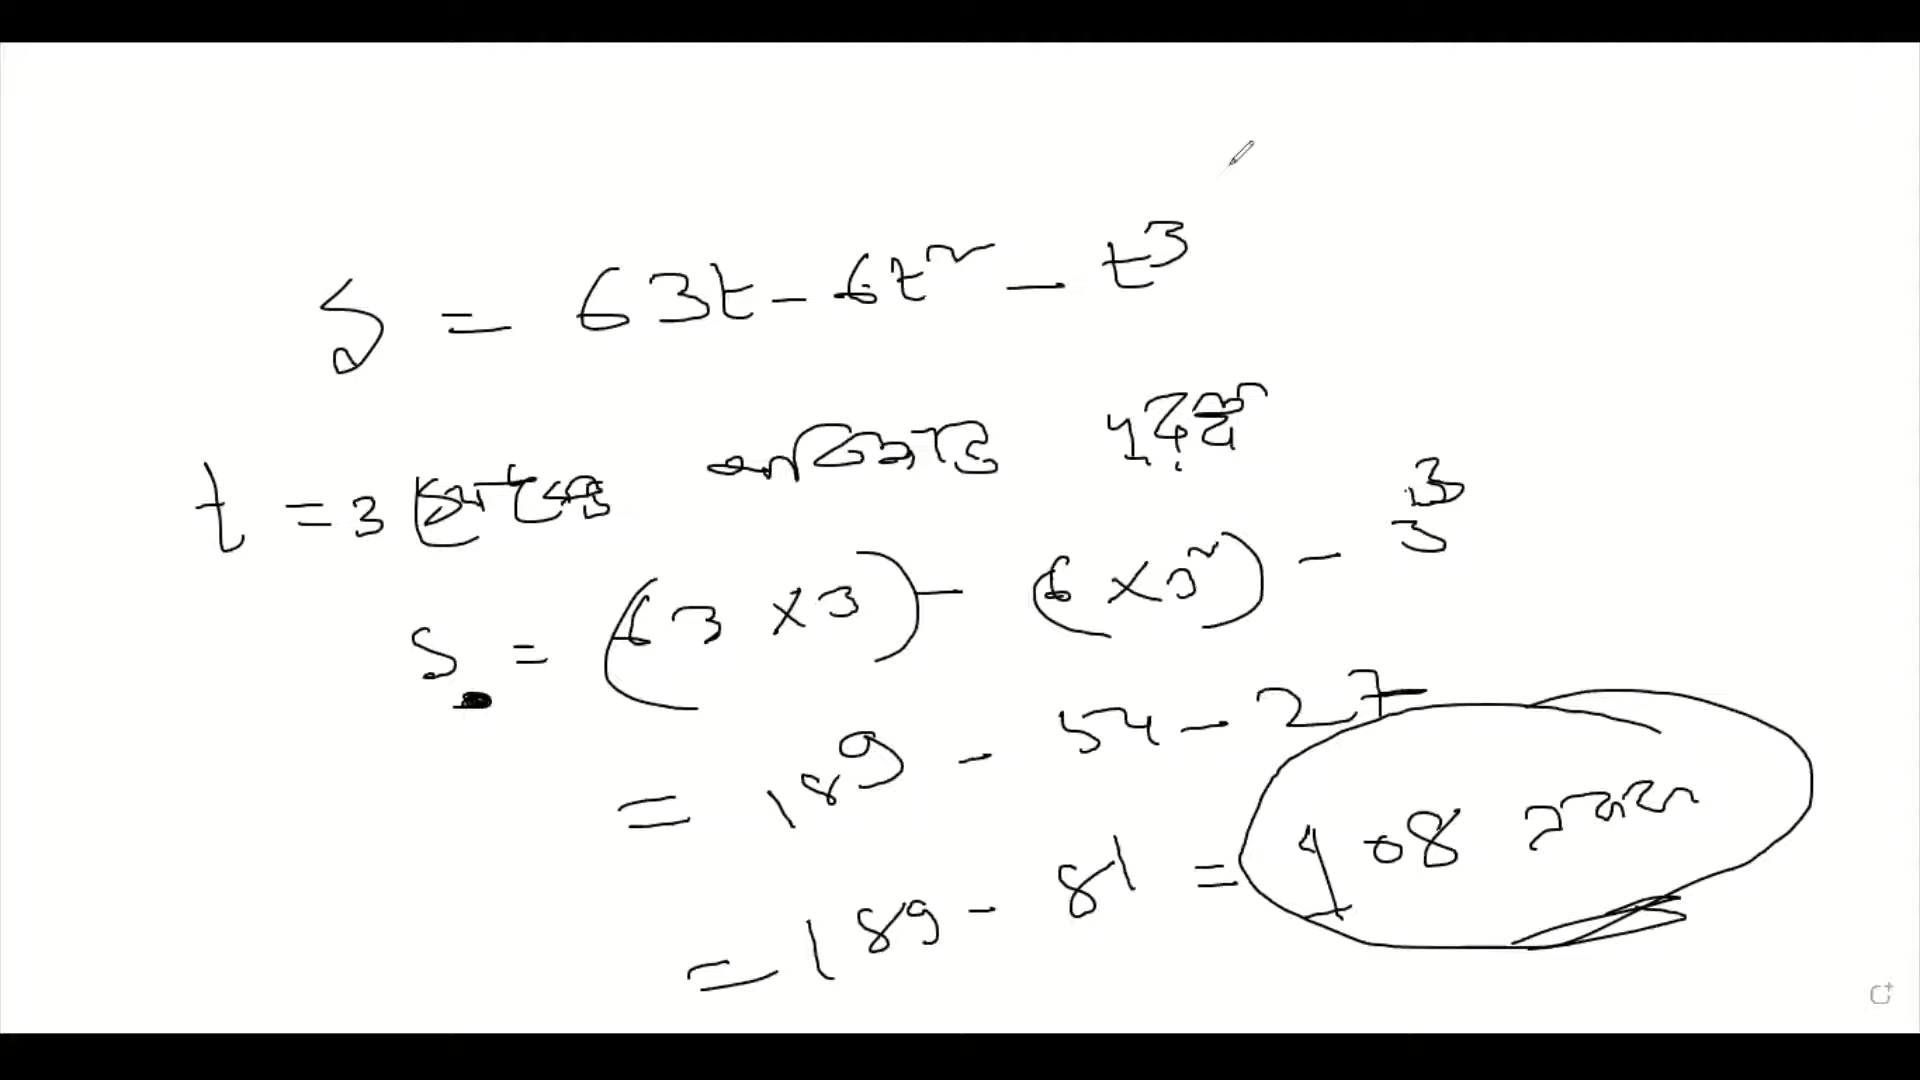 S = 63t - 6t² - t³
t = 3 সেকেন্ডে অতিক্রান্ত দূরত্ব
S = (63 × 3) - (6 × 3²) - 3³
= 189 - 54 - 27
= 189 - 81 = 108